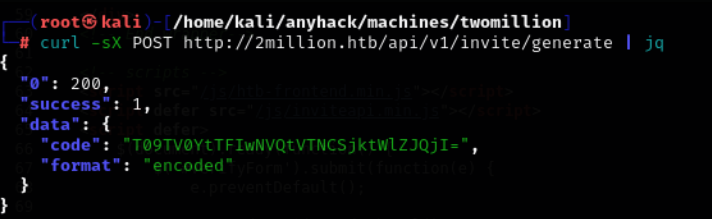 (root㉿kali)-[/home/kali/anyhack/machines/twomillion]
# curl -sX POST http://2million.htb/api/v1/invite/generate | jq
{
"0": 200,
"success": 1,
"data": {
"code": "T09TV0YtTFIwNVQtVTNCSjktWlZJQjI=",
"format": "encoded"
}
}